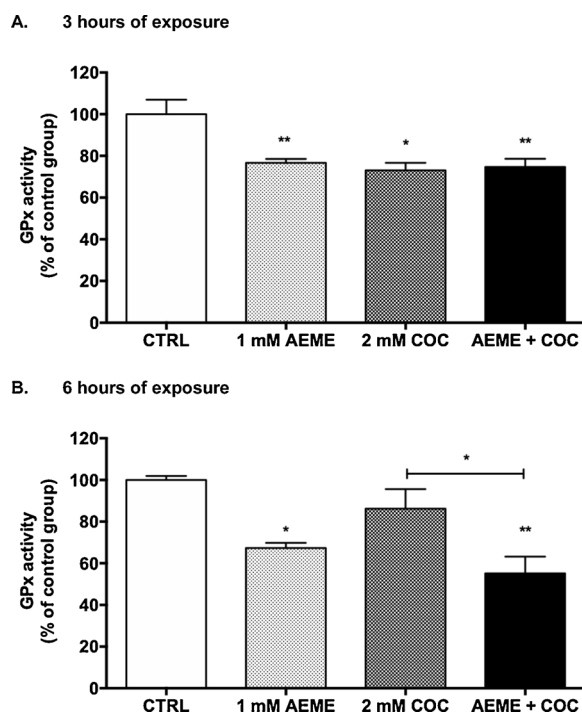 A. 3 hours of exposure
GPx activity
(% of control group)
120
100
80
60
40
20
0
** * **
CTRL 1 mM AEME 2 mM COC AEME + COC
B. 6 hours of exposure
GPx activity
(% of control group)
120
100
80
60
40
20
0
*
* **
CTRL 1 mM AEME 2 mM COC AEME + COC